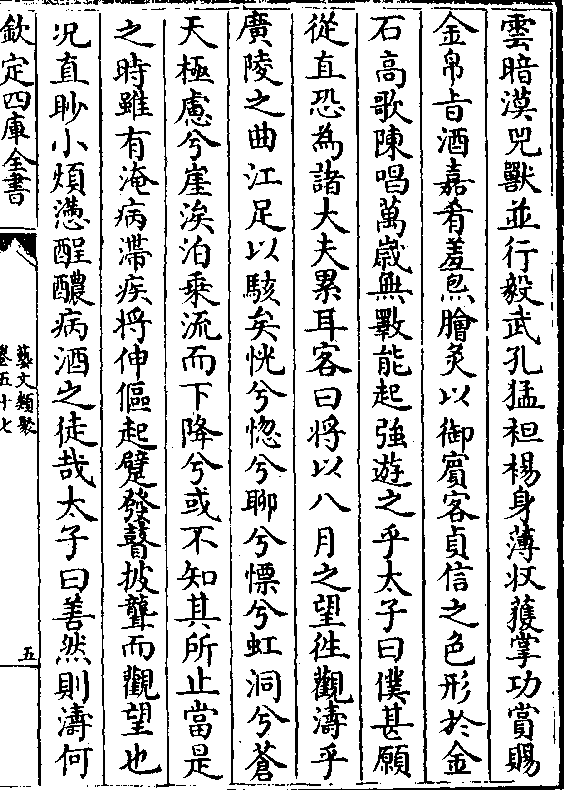 雲暗漠兕獸並行毅武孔猛袒裼身薄收獲掌功賞賜
金帛旨酒嘉肴羞炰膾炙以御賓客貞信之色形於金
石高歌陳唱萬歲無斁能起強遊之乎太子曰僕甚願
從直恐為諸大夫累耳客曰將以八月之望徃觀濤乎
廣陵之曲江足以駭矣恍兮惚兮聊兮慓兮虹洞兮蒼
天極慮兮崖涘泊乘流而下降兮或不知其所止當是
之時雖有淹病滯疾將伸傴起躄發瞽披聾而觀望也
况直眇小煩懣酲醲病酒之徒哉太子曰善然則濤何
欽定四庫全書
藝文類聚
卷五十七
五